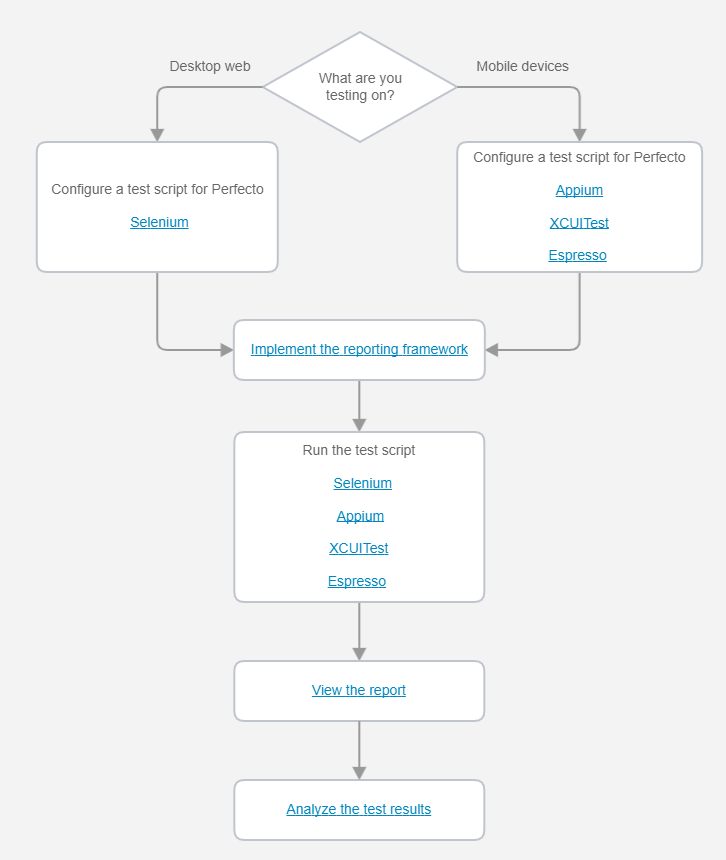 Desktop web
What are you
testing on?
Mobile devices
Configure a test script for Perfecto
Selenium
Configure a test script for Perfecto
Appium
XCUITest
Espresso
Implement the reporting framework
Run the test script
Selenium
Appium
XCUITest
Espresso
View the report
Analyze the test results